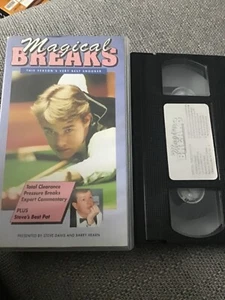 Magical
BREAKS
THIS SEASON'S VERY BEST SNOOKER
Total Clearance
Pressure Breaks
Expert Commentary
PLUS
Steve's Best Pot
PRESENTED BY STEVE DAVIS AND BARRY HEARN